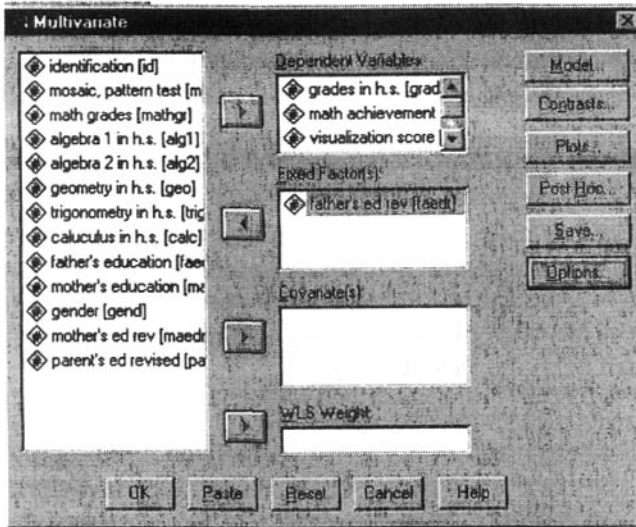 Multivariate
identification [id]
mosaic, pattern test [m
math grades [mathgr]
algebra 1 in h.s. [alg1]
algebra 2 in h.s. [alg2]
geometry in h.s. [geo]
trigonometry in h.s. [trig
caluculus in h.s. [calc]
father's education [faed
mother's education [ma
gender [gend]
mother's ed rev [maedr
parent's ed revised [pa
Dependent Variables:
grades in h.s. [grad
math achievement
visualization score [
Fixed Factor(s):
father's ed rev [faedr]
Covariate(s):
WLS Weight:
Model...
Contrasts...
Plots...
Post Hoc...
Save...
Options...
OK
Paste
Reset
Cancel
Help